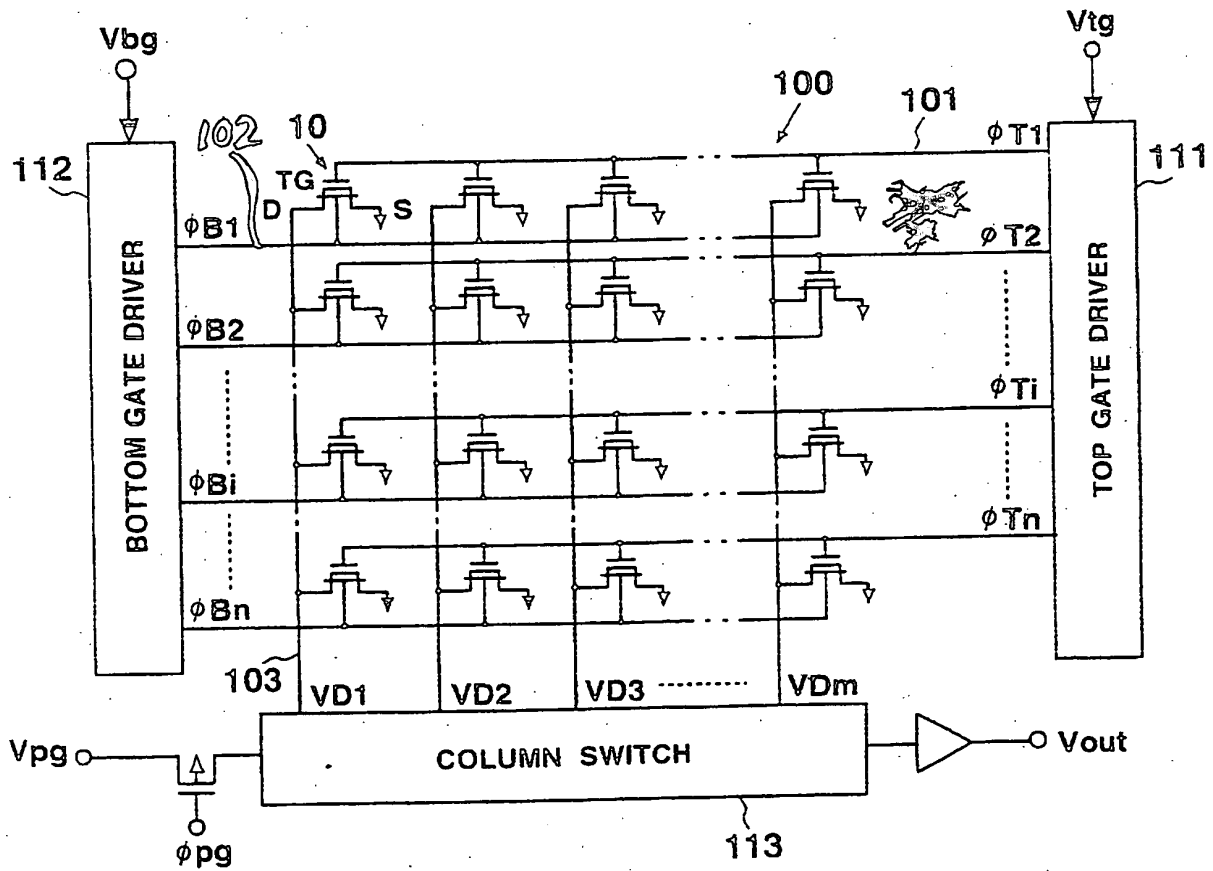 Vbg
Vtg
102
10
100
101
φT1
112
111
TG
D
S
φB1
φT2
φB2
BOTTOM GATE DRIVER
TOP GATE DRIVER
φTi
φBi
φTn
φBn
103
VD1
VD2
VD3
VDm
Vpg
COLUMN SWITCH
Vout
φpg
113